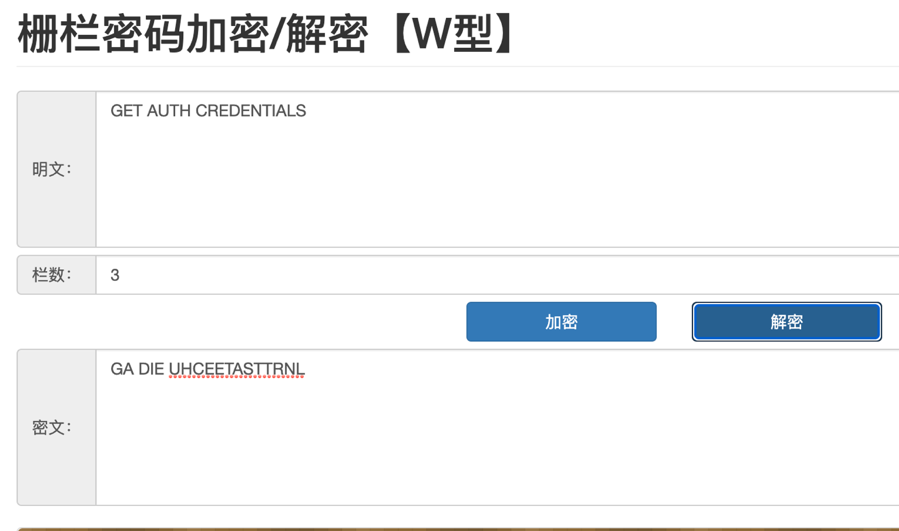 栅栏密码加密/解密【W型】
明文：
GET AUTH CREDENTIALS
栏数：
3
加密
解密
密文：
GA DIE UHCEETASTTRNL